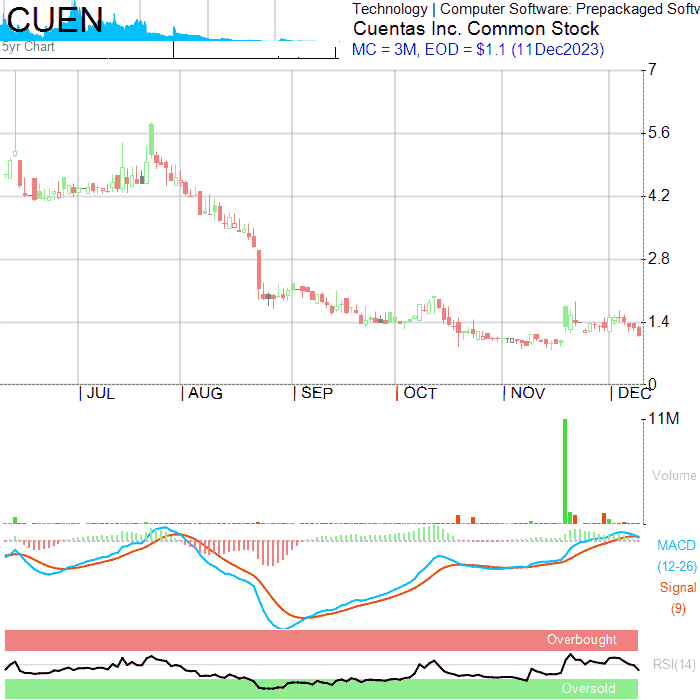 CUEN
5yr Chart
Technology | Computer Software: Prepackaged Softw
Cuentas Inc. Common Stock
MC = 3M, EOD = $1.1 (11Dec2023)
7
5.6
4.2
2.8
1.4
0
JUL AUG SEP OCT NOV DEC
11M
Volume
MACD
(12-26)
Signal
(9)
Overbought
RSI(14)
Oversold